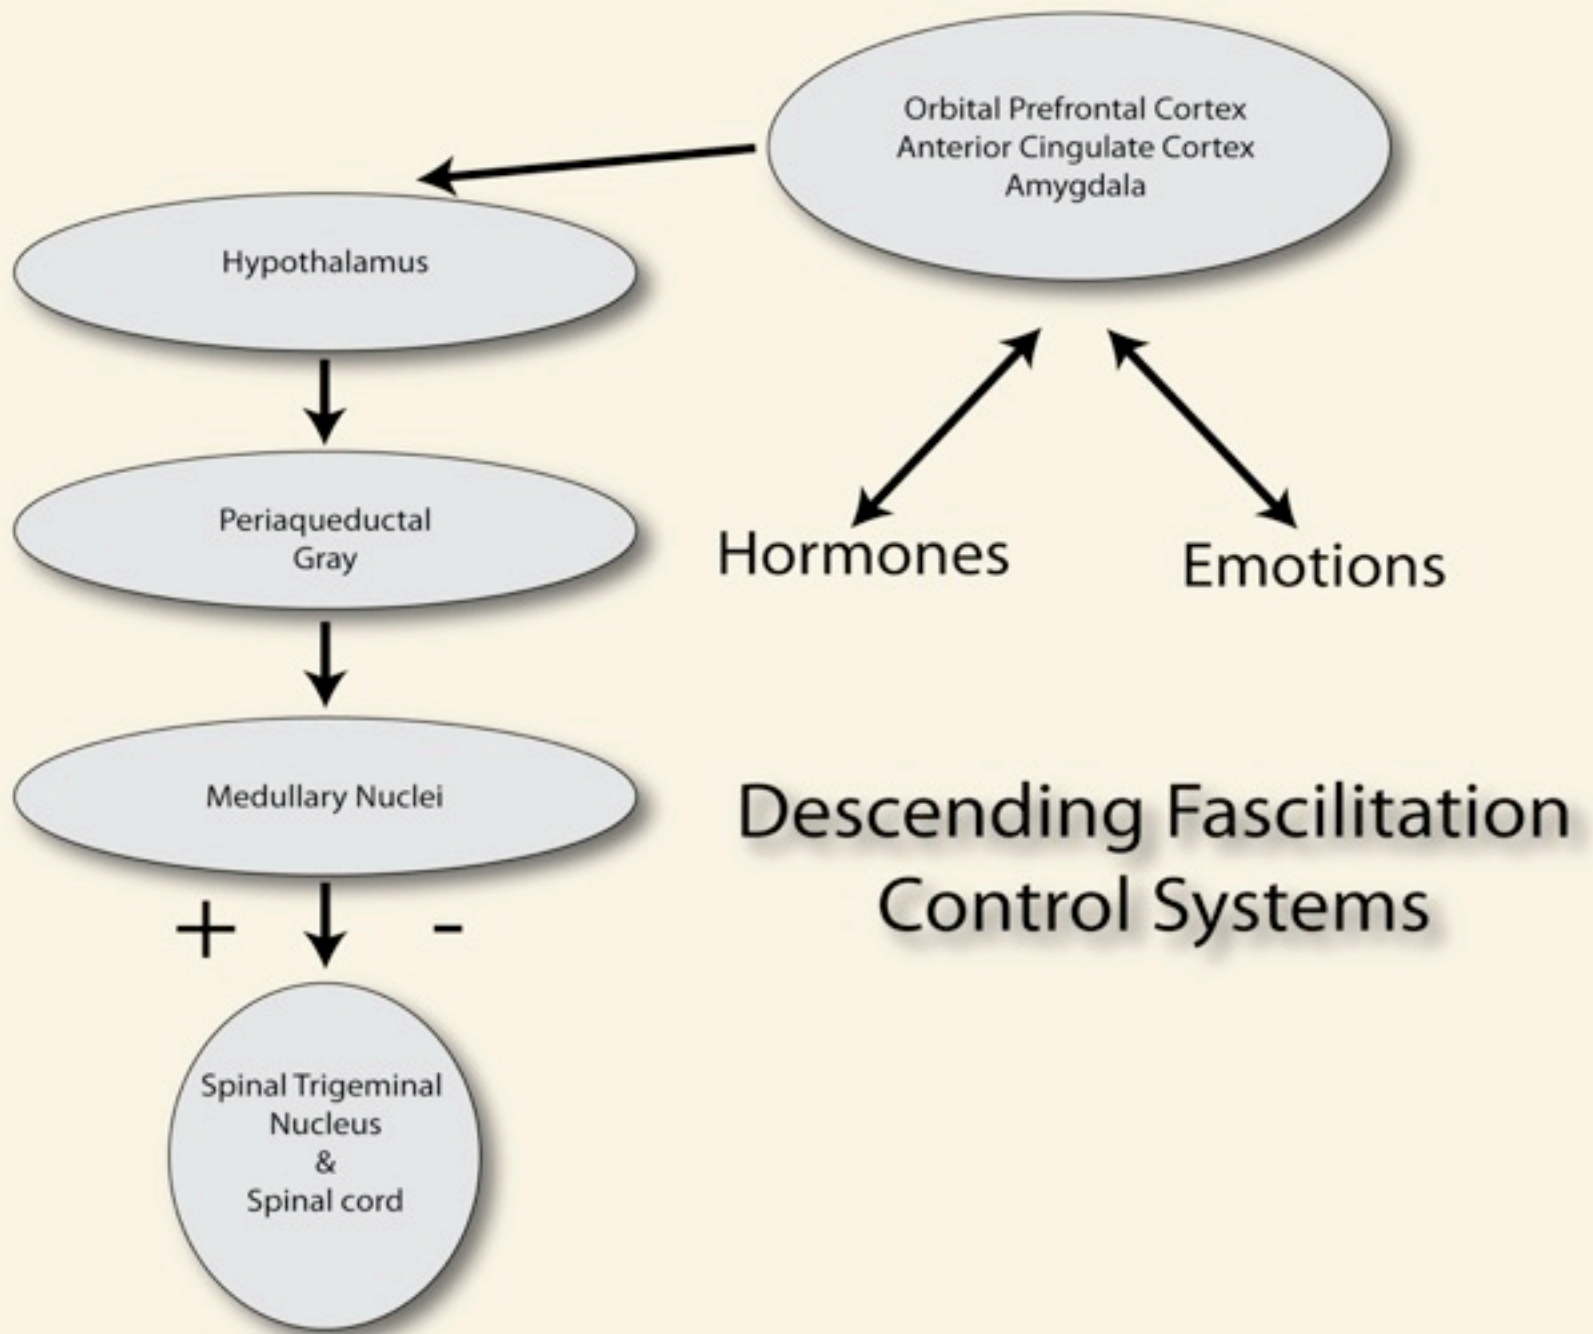 Orbital Prefrontal Cortex
Anterior Cingulate Cortex
Amygdala
Hypothalamus
Periaqueductal
Gray
Hormones
Emotions
Medullary Nuclei
Descending Fascilitation
Control Systems
+ -
Spinal Trigeminal
Nucleus
&
Spinal cord